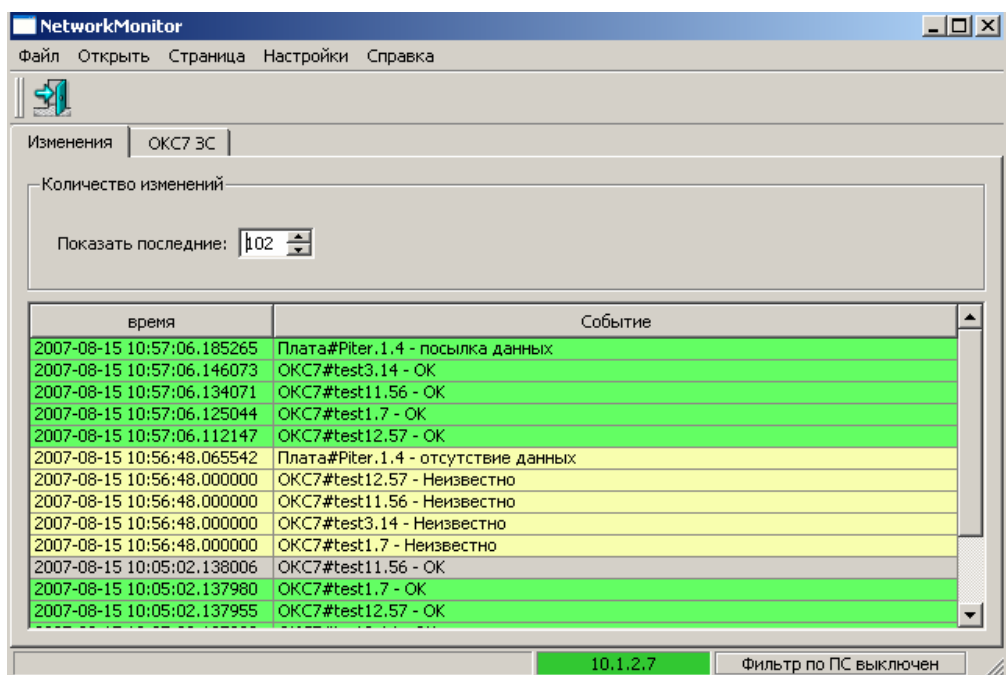 NetworkMonitor
Файл Открыть Страница Настройки Справка
Изменения ОКС7 ЗС
Количество изменений
Показать последние: 102
время Событие
2007-08-15 10:57:06.185265 Плата#Piter.1.4 - посылка данных
2007-08-15 10:57:06.146073 ОКС7#test3.14 - OK
2007-08-15 10:57:06.134071 ОКС7#test11.56 - OK
2007-08-15 10:57:06.125044 ОКС7#test1.7 - OK
2007-08-15 10:57:06.112147 ОКС7#test12.57 - OK
2007-08-15 10:56:48.065542 Плата#Piter.1.4 - отсутствие данных
2007-08-15 10:56:48.000000 ОКС7#test12.57 - Неизвестно
2007-08-15 10:56:48.000000 ОКС7#test11.56 - Неизвестно
2007-08-15 10:56:48.000000 ОКС7#test3.14 - Неизвестно
2007-08-15 10:56:48.000000 ОКС7#test1.7 - Неизвестно
2007-08-15 10:05:02.138006 ОКС7#test11.56 - OK
2007-08-15 10:05:02.137980 ОКС7#test1.7 - OK
2007-08-15 10:05:02.137955 ОКС7#test12.57 - OK
10.1.2.7 Фильтр по ПС выключен